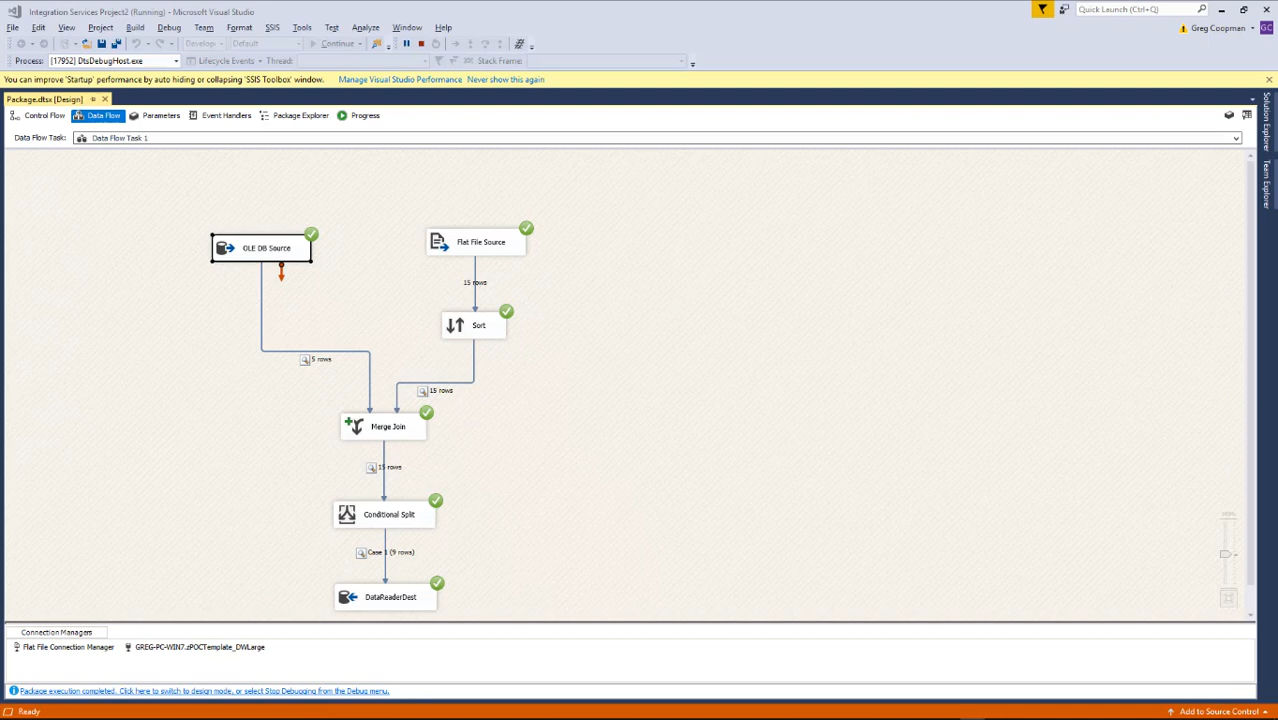 Integration Services Project2 (Running) - Microsoft Visual Studio
Quick Launch (Ctrl+Q)
File Edit View Project Build Debug Team Format SSIS Tools Test Analyze Window Help
Greg Coopman GC
Develop Default Continue
Process: [17952] DtsDebugHost.exe Lifecycle Events Thread: Stack Frame:
You can improve 'Startup' performance by auto hiding or collapsing 'SSIS Toolbox' window. Manage Visual Studio Performance Never show this again
Package.dtsx [Design]
Control Flow Data Flow Parameters Event Handlers Package Explorer Progress
Data Flow Task: Data Flow Task 1
Solution Explorer
Team Explorer
OLE DB Source
Flat File Source
15 rows
Sort
5 rows
15 rows
Merge Join
15 rows
Conditional Split
Case 1 (9 rows)
DataReaderDest
Connection Managers
Flat File Connection Manager GREG-PC-WIN7.zPOCTemplate_DWLarge
Package execution completed. Click here to switch to design mode, or select Stop Debugging from the Debug menu.
Ready
Add to Source Control